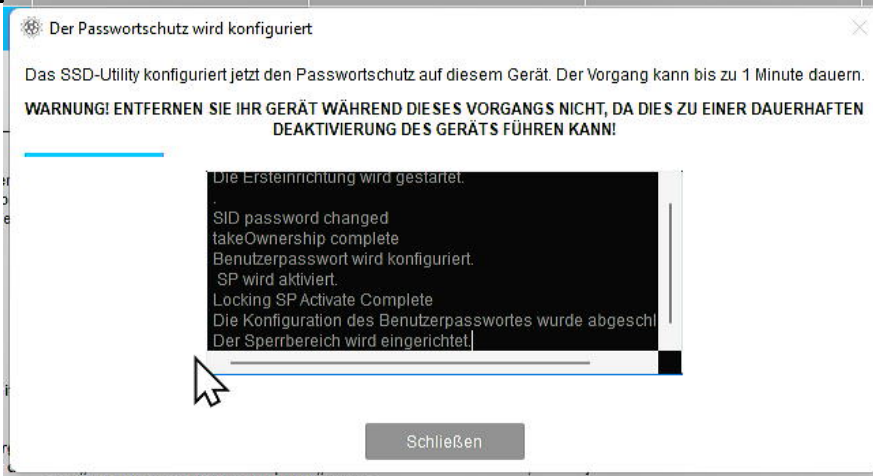 Der Passwortschutz wird konfiguriert
Das SSD-Utility konfiguriert jetzt den Passwortschutz auf diesem Gerät. Der Vorgang kann bis zu 1 Minute dauern.
WARNUNG! ENTFERNEN SIE IHR GERÄT WÄHREND DIESES VORGANGS NICHT, DA DIES ZU EINER DAUERHAFTEN
DEAKTIVIERUNG DES GERÄTS FÜHREN KANN!
Die Ersteinrichtung wird gestartet.
.
SID password changed
takeOwnership complete
Benutzerpasswort wird konfiguriert.
SP wird aktiviert.
Locking SP Activate Complete
Die Konfiguration des Benutzerpasswortes wurde abgeschl
Der Sperrbereich wird eingerichtet.
Schließen